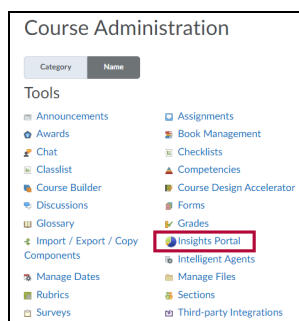 Course Administration
Category Name
Tools
Announcements Assignments
Awards Book Management
Chat Checklists
Classlist Competencies
Course Builder Course Design Accelerator
Discussions Forms
Glossary Grades
Import / Export / Copy Insights Portal
Components Intelligent Agents
Manage Dates Manage Files
Rubrics Sections
Surveys Third-party Integrations